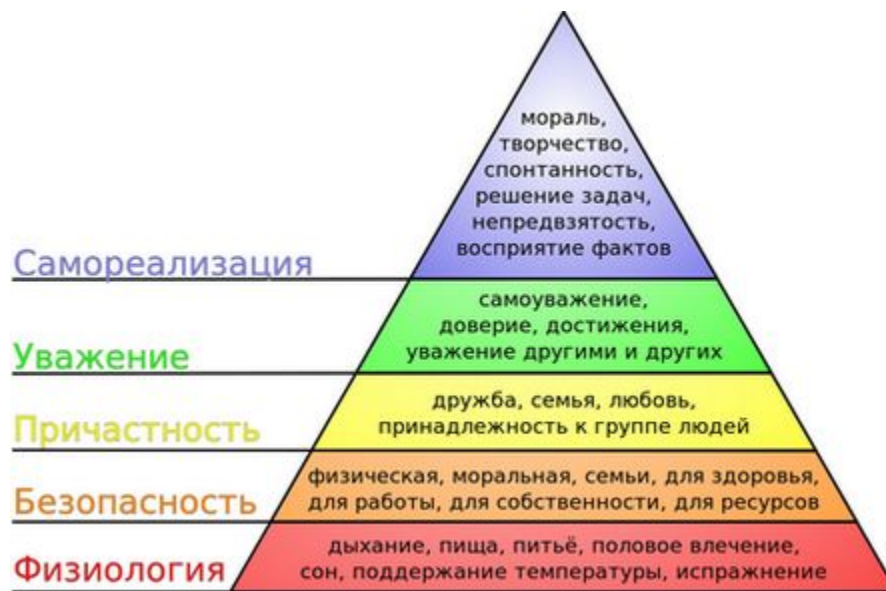 мораль,
творчество,
спонтанность,
решение задач,
непредвзятость,
восприятие фактов
Самореализация
самоуважение,
доверие, достижения,
уважение другими и других
Уважение
дружба, семья, любовь,
принадлежность к группе людей
Причастность
физическая, моральная, семьи, для здоровья,
для работы, для собственности, для ресурсов
Безопасность
дыхание, пища, питьё, половое влечение,
сон, поддержание температуры, испражнение
Физиология